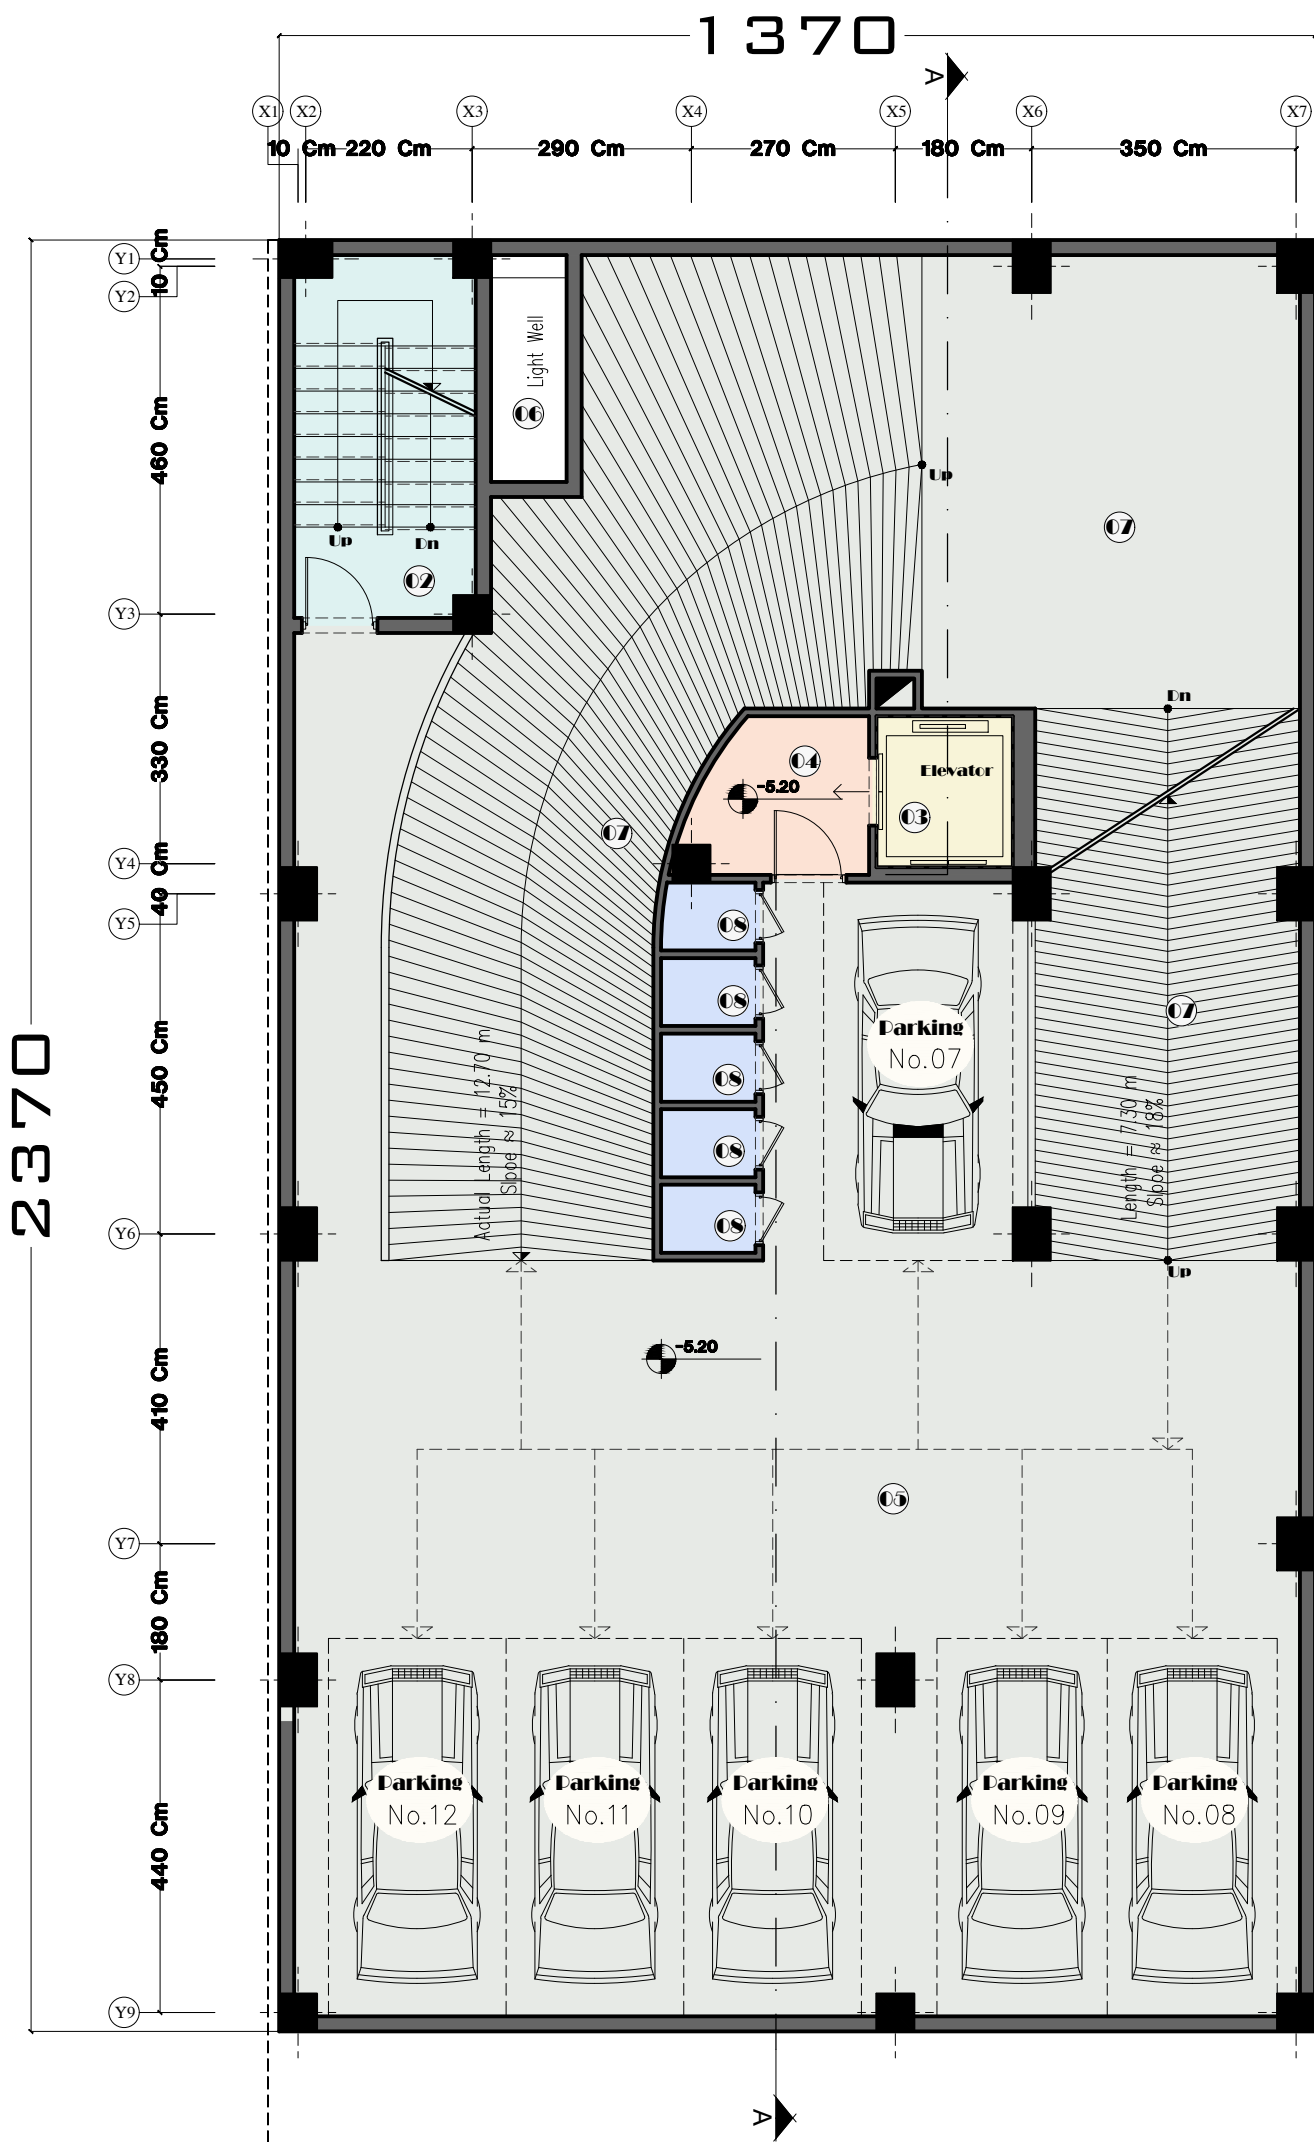 1370
A
X1 X2 X3 X4 X5 X6 X7
10 Cm 220 Cm 290 Cm 270 Cm 180 Cm 350 Cm
Y1
10 Cm
Y2
Light Well
06
460 Cm
Up
07
Up
Dn
02
Y3
330 Cm
Dn
04
Elevator
-5.20
03
07
Y4
40 Cm
Y5
08
08
07
Parking
No.07
2370
450 Cm
Actual Length = 12.70 m
Slope ≈ 15%
08
Length = 7.30 m
Slope ≈ 18%
08
08
Y6
Up
-5.20
410 Cm
05
Y7
180 Cm
Y8
Parking
No.12
Parking
No.11
Parking
No.10
Parking
No.09
Parking
No.08
440 Cm
Y9
A